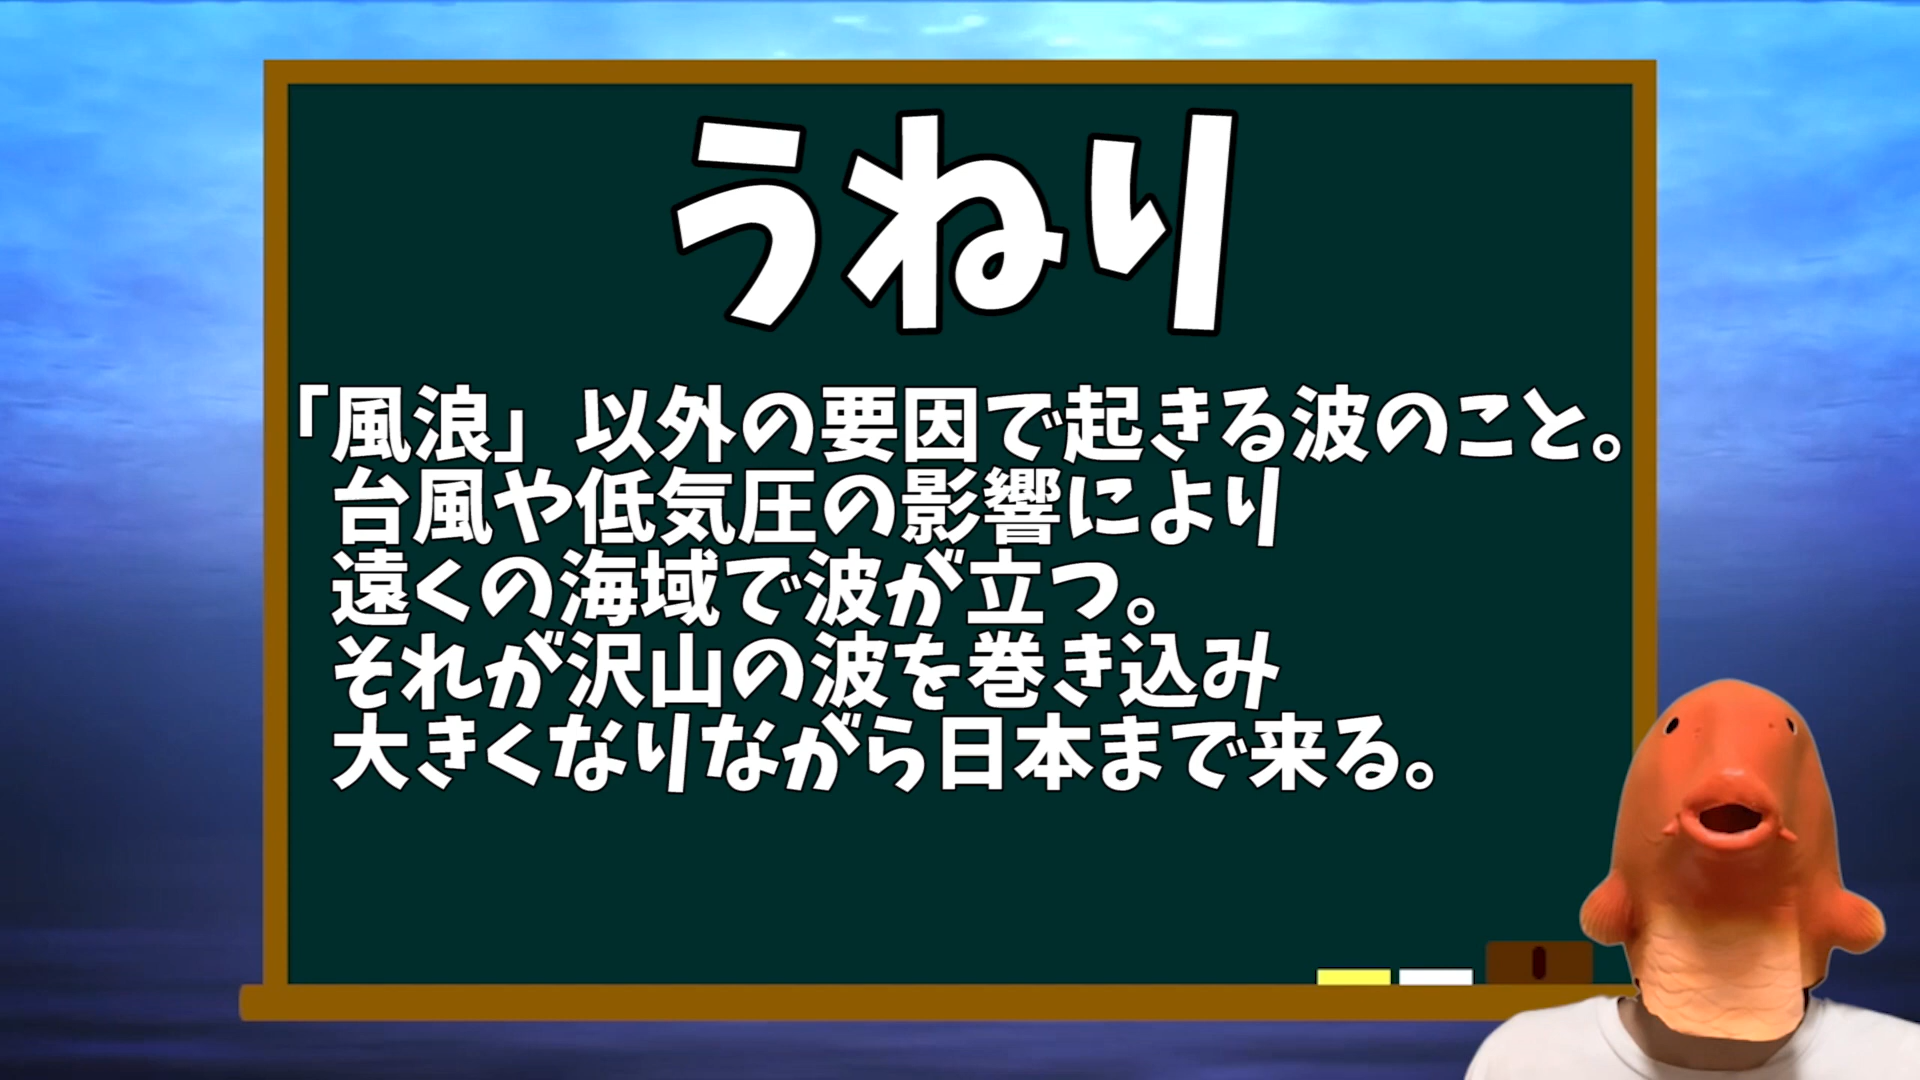 うねり
「風浪」以外の要因で起きる波のこと。
台風や低気圧の影響により
遠くの海域で波が立つ。
それが沢山の波を巻き込み
大きくなりながら日本まで来る。